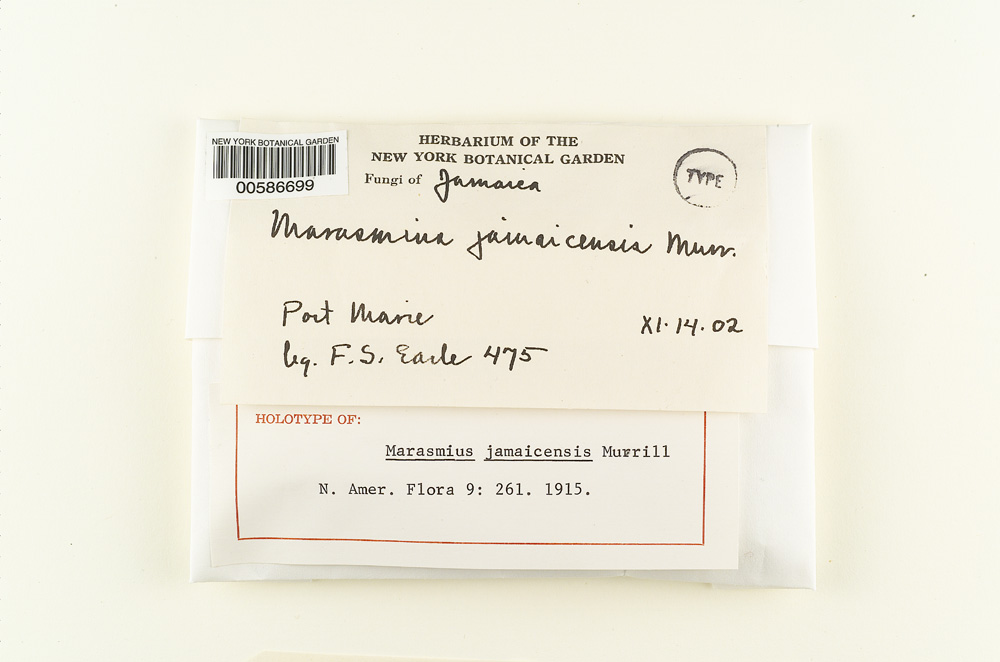 NEW YORK BOTANICAL GARDEN
00586699
HERBARIUM OF THE
NEW YORK BOTANICAL GARDEN
Fungi of Jamaica
TYPE
Marasmius jamaicensis Murr.
Port Marie
XI. 14. 02
leg. F. S. Earle 475
HOLOTYPE OF:
Marasmius jamaicensis Murrill
N. Amer. Flora 9: 261. 1915.